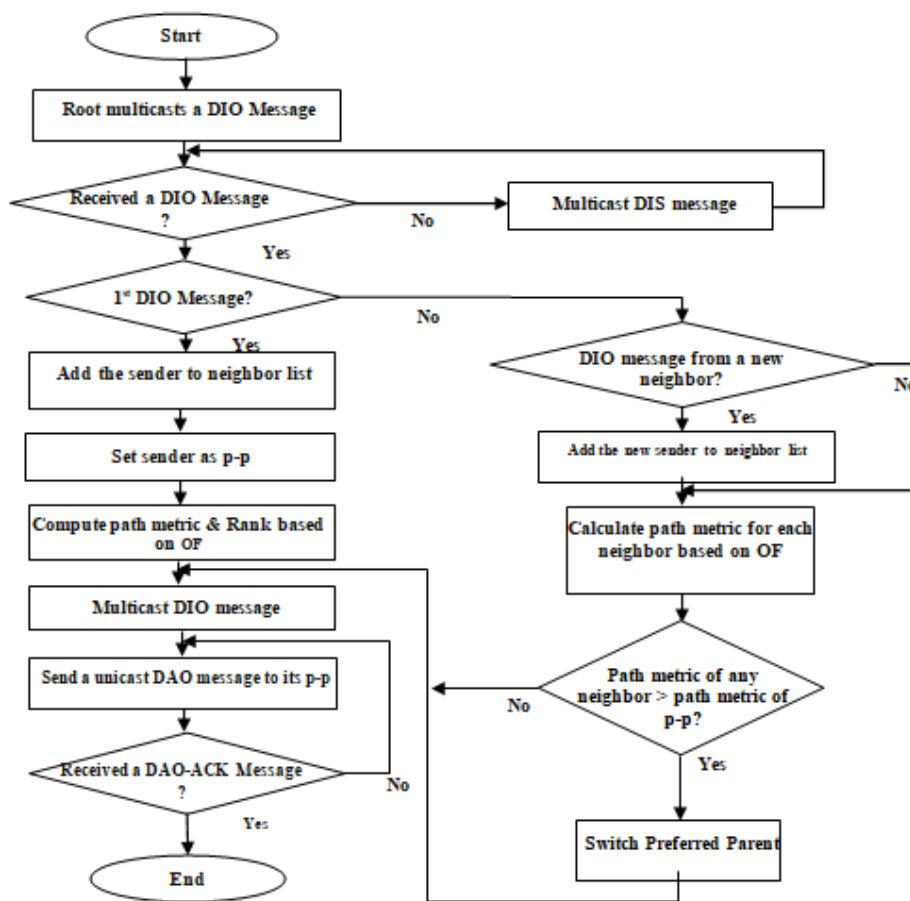 Start
Root multicasts a DIO Message
Received a DIO Message
?
No
Multicast DIS message
Yes
1st DIO Message?
No
Yes
DIO message from a new
neighbor?
No
Yes
Add the sender to neighbor list
Add the new sender to neighbor list
Set sender as p-p
Compute path metric & Rank based
on OF
Calculate path metric for each
neighbor based on OF
Multicast DIO message
Send a unicast DAO message to its p-p
Path metric of any
neighbor > path metric of
p-p?
No
Yes
Received a DAO-ACK Message
?
No
Yes
Switch Preferred Parent
End